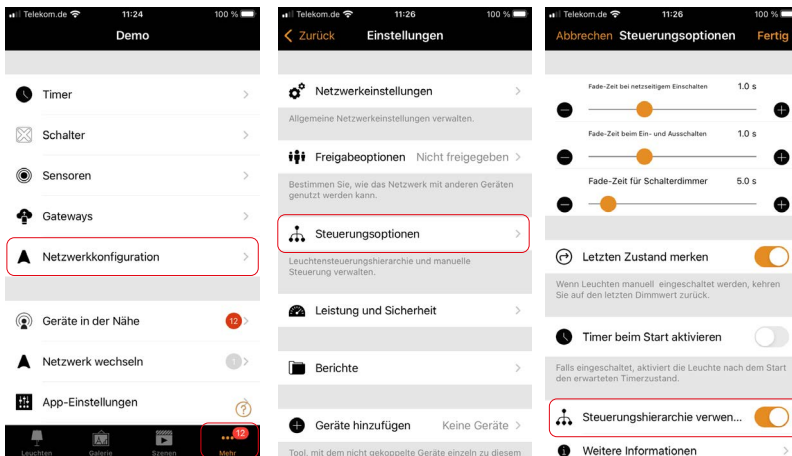 Telekom.de 11:24 100 %
Demo
Timer
Schalter
Sensoren
Gateways
Netzwerkkonfiguration
Geräte in der Nähe 12
Netzwerk wechseln 1
App-Einstellungen ?
12
Leuchten Galerie Szenen Mehr
Telekom.de 11:26 100 %
Zurück Einstellungen
Netzwerkeinstellungen
Allgemeine Netzwerkeinstellungen verwalten.
Freigabeoptionen Nicht freigegeben
Bestimmen Sie, wie das Netzwerk mit anderen Geräten
genutzt werden kann.
Steuerungsoptionen
Leuchtensteuerungshierarchie und manuelle
Steuerung verwalten.
Leistung und Sicherheit
Berichte
Geräte hinzufügen Keine Geräte
Tool, mit dem nicht gekoppelte Geräte einzeln zu diesem
Telekom.de 11:26 100 %
Abbrechen Steuerungsoptionen Fertig
Fade-Zeit bei netzseitigem Einschalten 1.0 s
Fade-Zeit beim Ein- und Ausschalten 1.0 s
Fade-Zeit für Schalterdimmer 5.0 s
Letzten Zustand merken
Wenn Leuchten manuell eingeschaltet werden, kehren
Sie auf den letzten Dimmwert zurück.
Timer beim Start aktivieren
Falls eingeschaltet, aktiviert die Leuchte nach dem Start
den erwarteten Timerzustand.
Steuerungshierarchie verwen...
Weitere Informationen